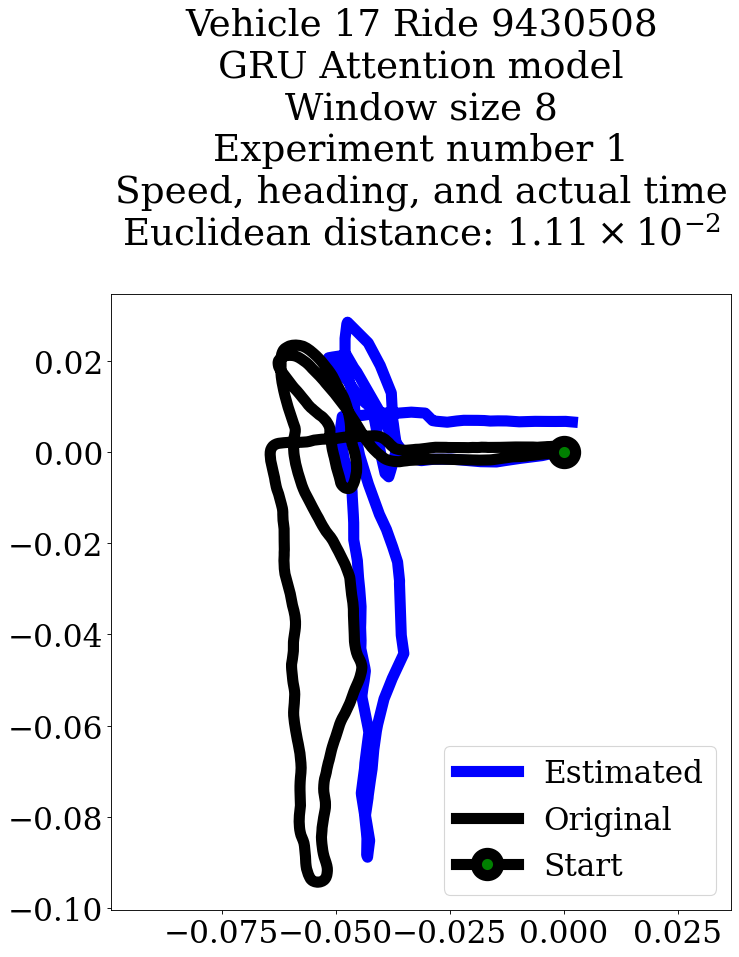 Vehicle 17 Ride 9430508
GRU Attention model
Window size 8
Experiment number 1
Speed, heading, and actual time
Euclidean distance: 1.11 × 10⁻²
0.02
0.00
−0.02
−0.04
−0.06
−0.08
−0.10
Estimated
Original
Start
−0.075 −0.050 −0.025 0.000 0.025